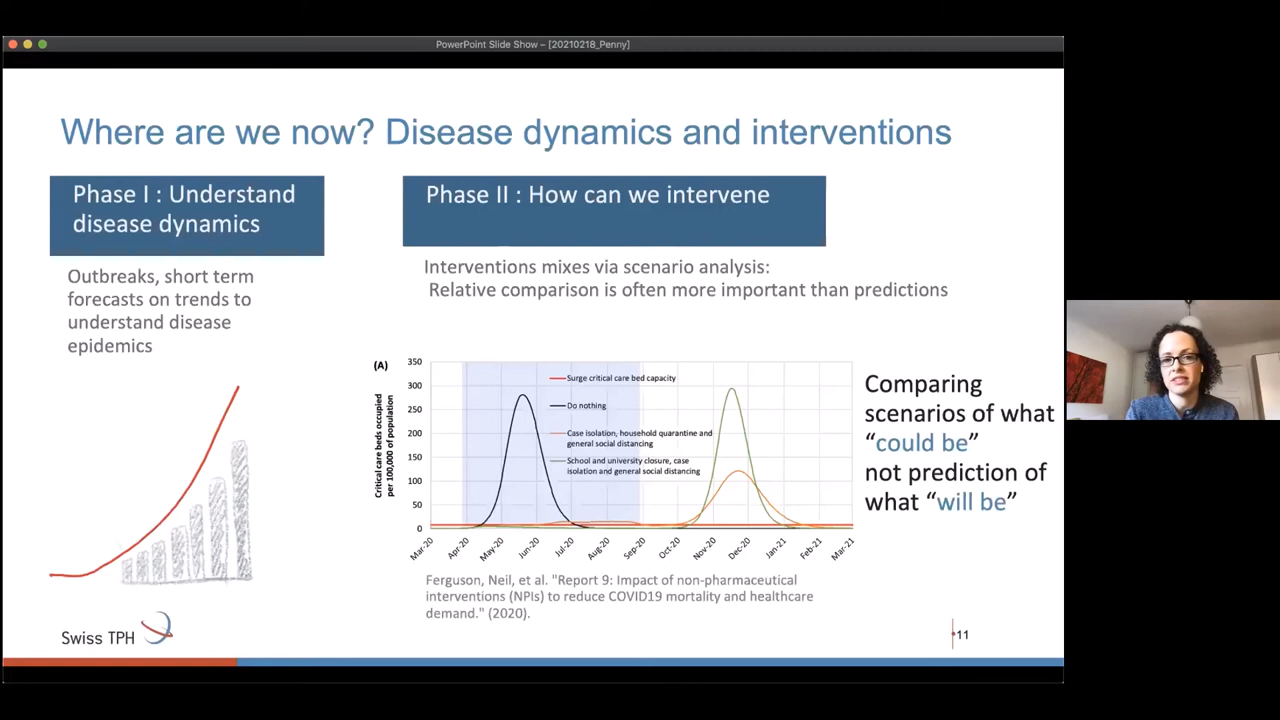 PowerPoint Slide Show – [20210218_Penny]
Where are we now? Disease dynamics and interventions
Phase I : Understand
disease dynamics
Outbreaks, short term
forecasts on trends to
understand disease
epidemics
Phase II : How can we intervene
Interventions mixes via scenario analysis:
Relative comparison is often more important than predictions
(A)
Critical care beds occupied
per 100,000 of population
350
300
250
200
150
100
50
0
Surge critical care bed capacity
Do nothing
Case isolation, household quarantine and
general social distancing
School and university closure, case
isolation and general social distancing
Mar-20
Apr-20
May-20
Jun-20
Jul-20
Aug-20
Sep-20
Oct-20
Nov-20
Dec-20
Jan-21
Feb-21
Mar-21
Ferguson, Neil, et al. "Report 9: Impact of non-pharmaceutical
interventions (NPIs) to reduce COVID19 mortality and healthcare
demand." (2020).
Comparing
scenarios of what
“could be”
not prediction of
what “will be”
Swiss TPH
11